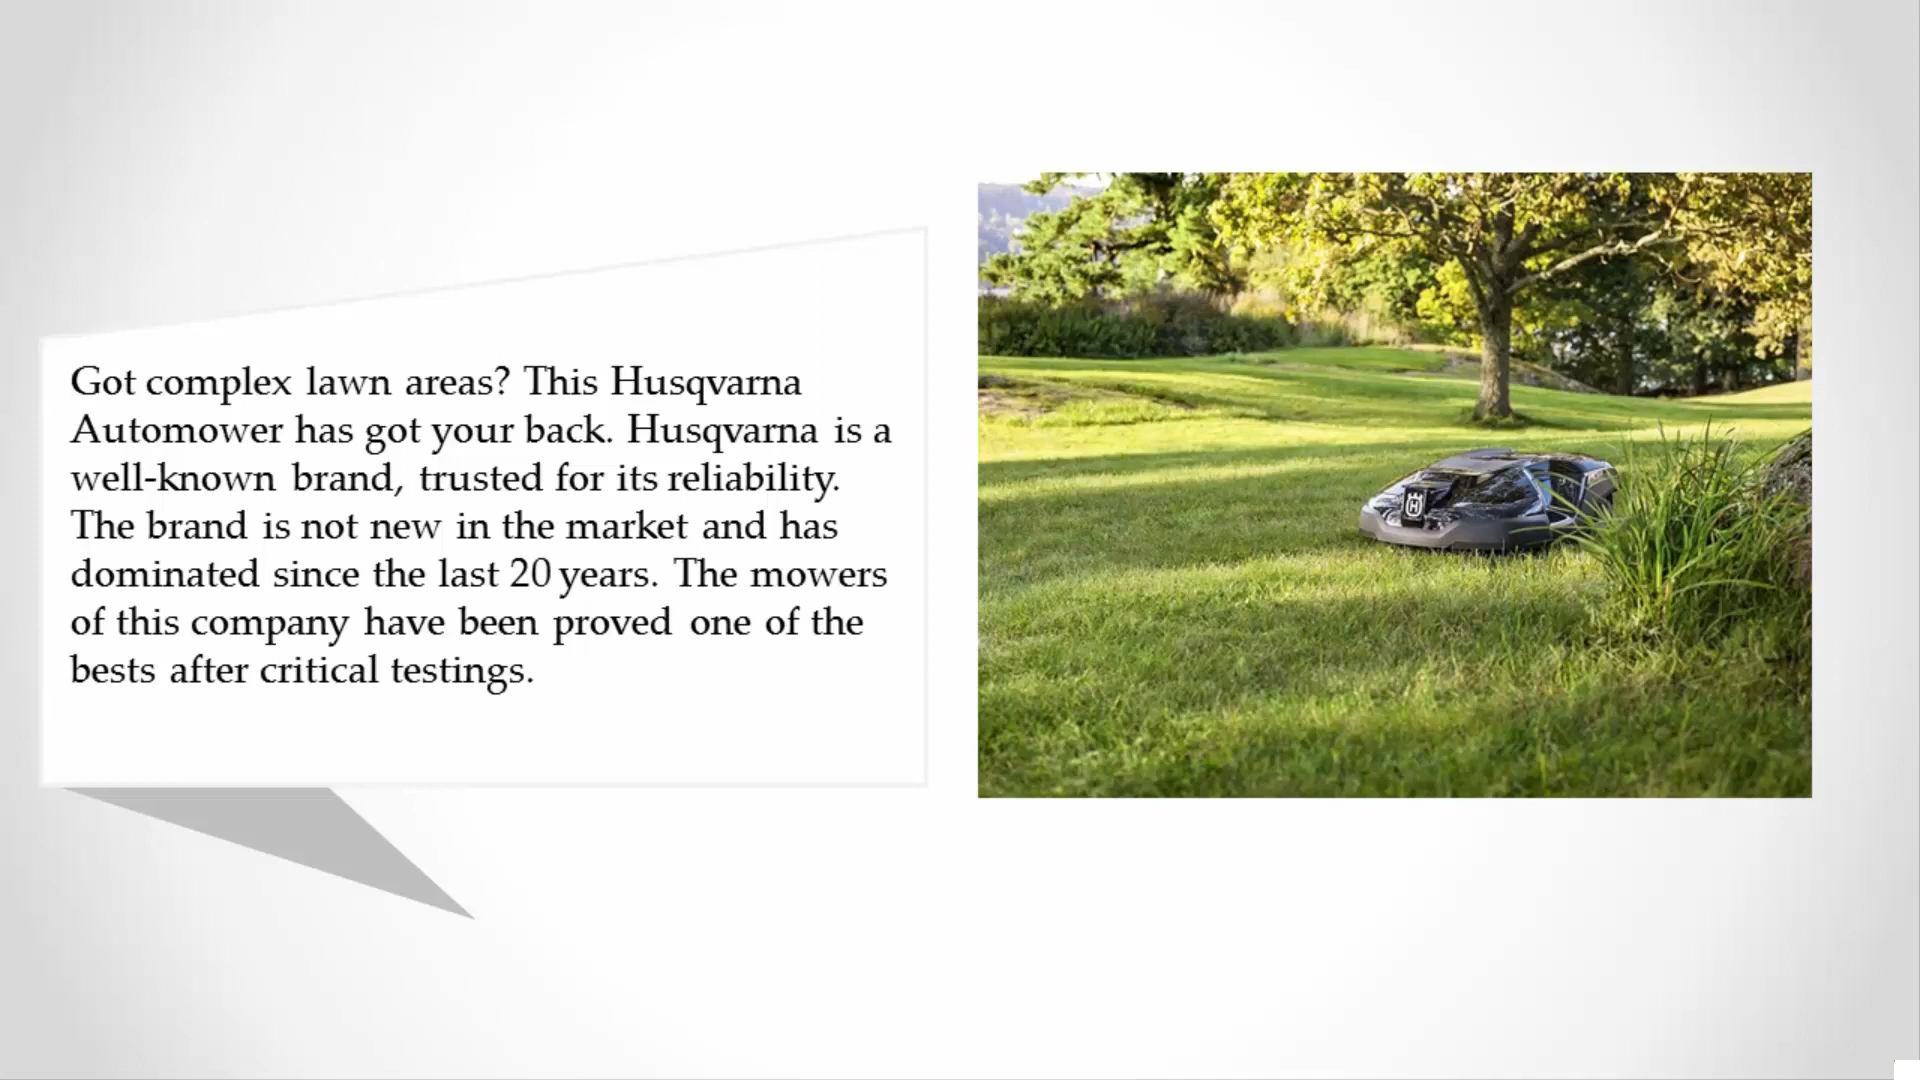 Got complex lawn areas? This Husqvarna
Automower has got your back. Husqvarna is a
well-known brand, trusted for its reliability.
The brand is not new in the market and has
dominated since the last 20 years. The mowers
of this company have been proved one of the
bests after critical testings.
H